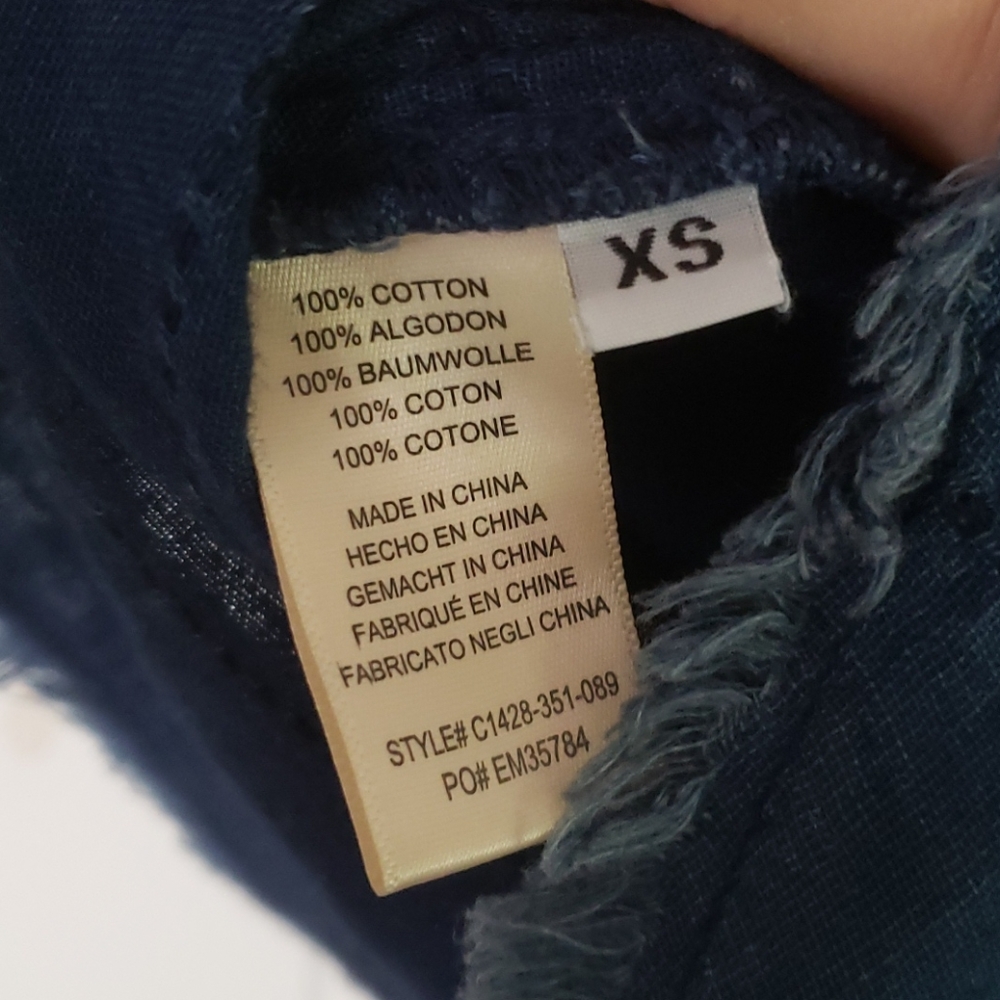 XS
100% COTTON
100% ALGODON
100% BAUMWOLLE
100% COTON
100% COTONE
MADE IN CHINA
HECHO EN CHINA
GEMACHT IN CHINA
FABRIQUÉ EN CHINE
FABRICATO NEGLI CHINA
STYLE# C1428-351-089
PO# EM35784